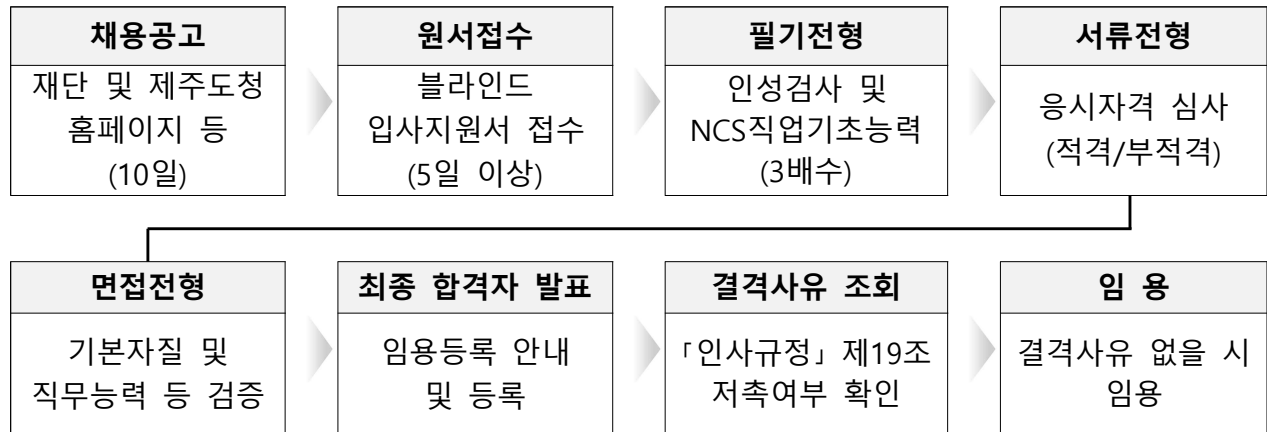 채용공고
재단 및 제주도청
홈페이지 등
(10일)
원서접수
블라인드
입사지원서 접수
(5일 이상)
필기전형
인성검사 및
NCS직업기초능력
(3배수)
서류전형
응시자격 심사
(적격/부적격)
면접전형
기본자질 및
직무능력 등 검증
최종 합격자 발표
임용등록 안내
및 등록
결격사유 조회
「인사규정」 제19조
저촉여부 확인
임 용
결격사유 없을 시
임용